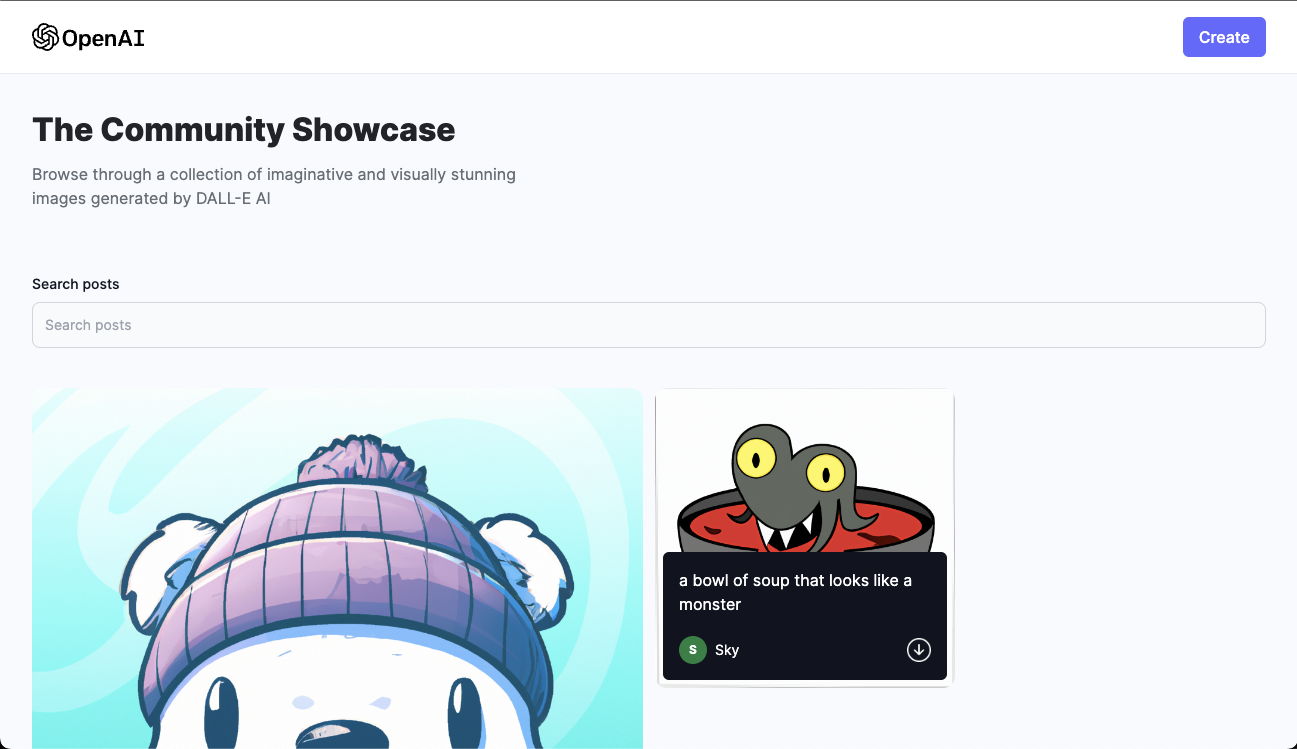 OpenAI
Create
The Community Showcase
Browse through a collection of imaginative and visually stunning
images generated by DALL-E AI
Search posts
Search posts
a bowl of soup that looks like a
monster
S
Sky